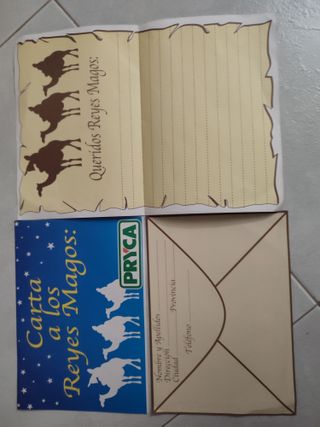 Queridos Reyes Magos:
Carta
a los
Reyes Magos:
PRYCA
Nombre y Apellidos
Dirección
Ciudad Provincia
Teléfono